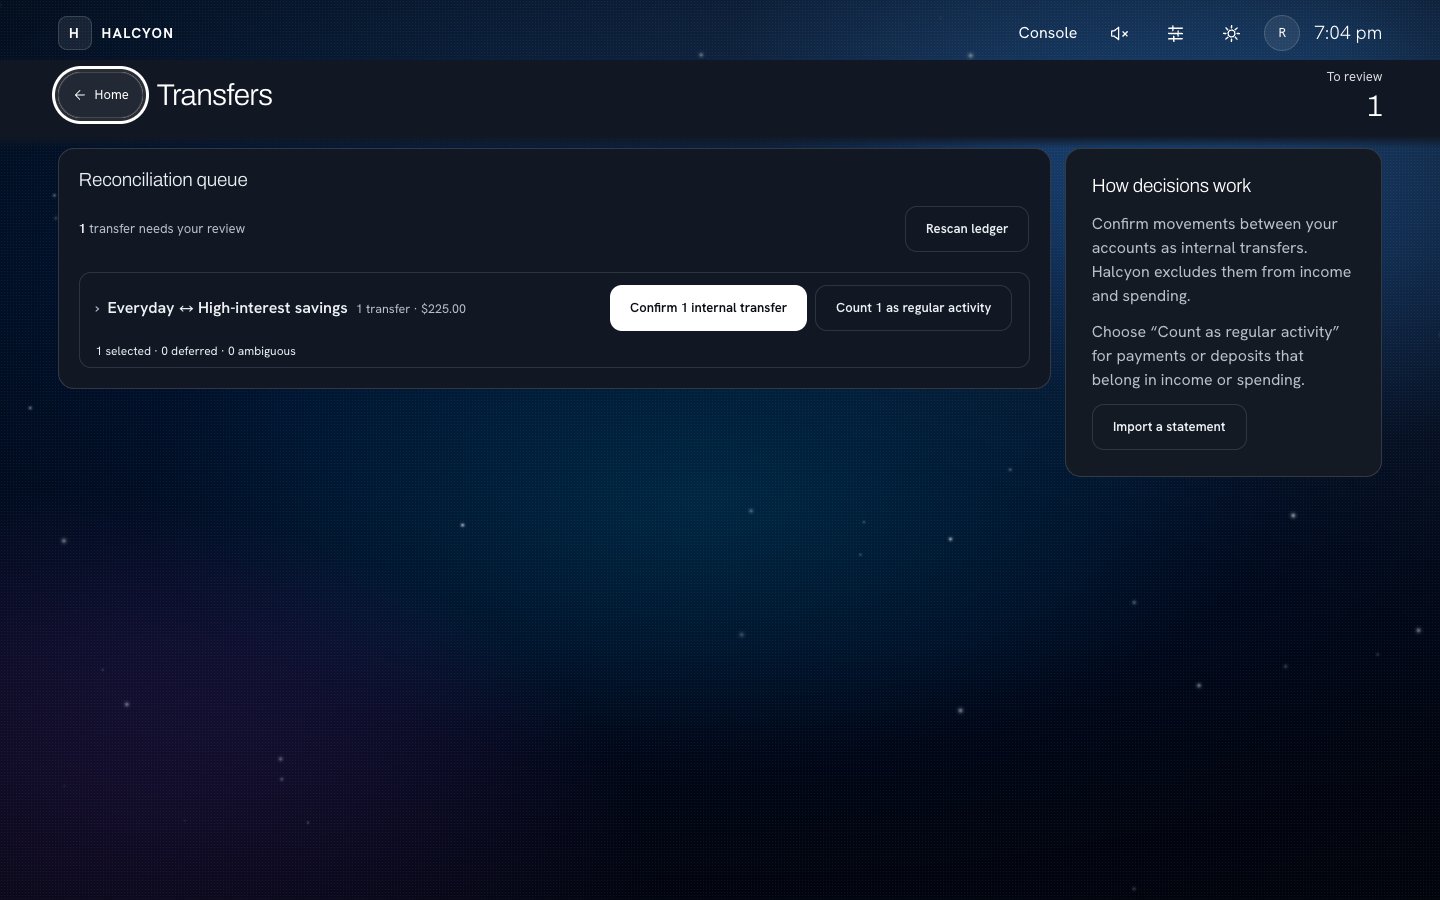 H HALCYON
Console
R
7:04 pm
← Home
Transfers
To review
1
Reconciliation queue
1 transfer needs your review
Rescan ledger
› Everyday ↔ High-interest savings 1 transfer · $225.00
Confirm 1 internal transfer
Count 1 as regular activity
1 selected · 0 deferred · 0 ambiguous
How decisions work
Confirm movements between your
accounts as internal transfers.
Halcyon excludes them from income
and spending.
Choose “Count as regular activity”
for payments or deposits that
belong in income or spending.
Import a statement